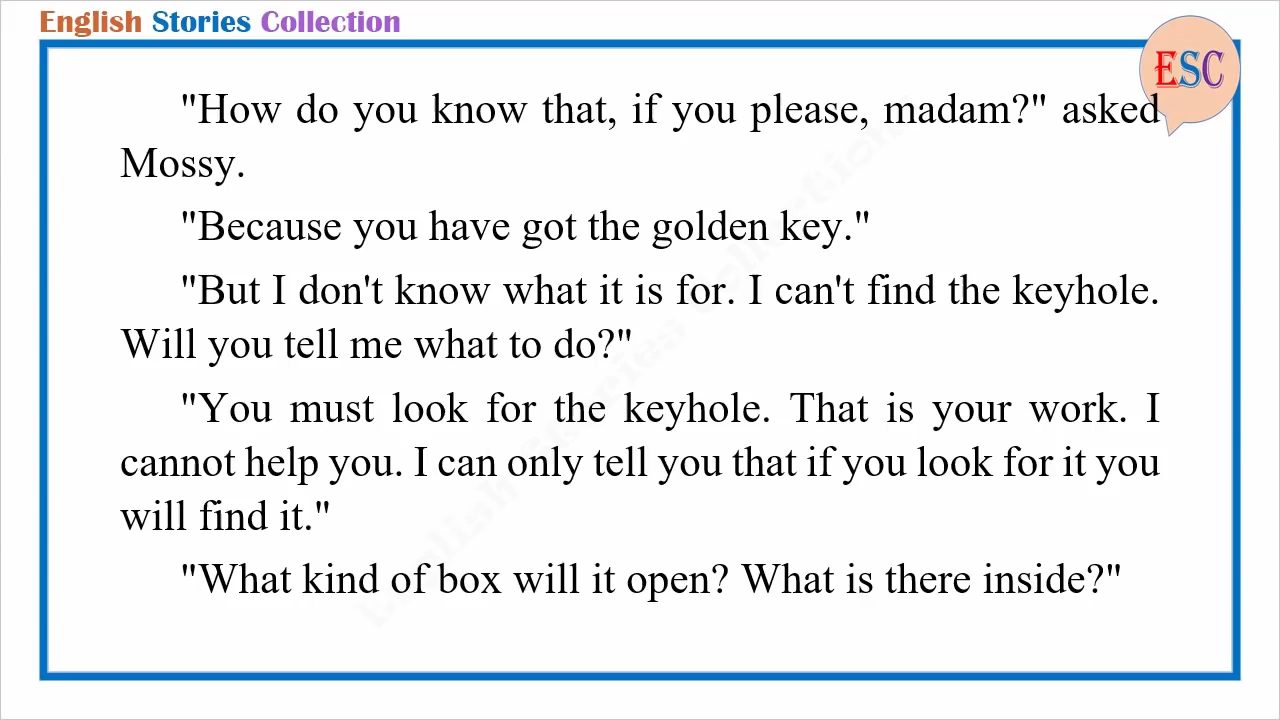 English Stories Collection
ESC
"How do you know that, if you please, madam?" asked
Mossy.
"Because you have got the golden key."
"But I don't know what it is for. I can't find the keyhole.
Will you tell me what to do?"
"You must look for the keyhole. That is your work. I
cannot help you. I can only tell you that if you look for it you
will find it."
"What kind of box will it open? What is there inside?"
English Stories Collection